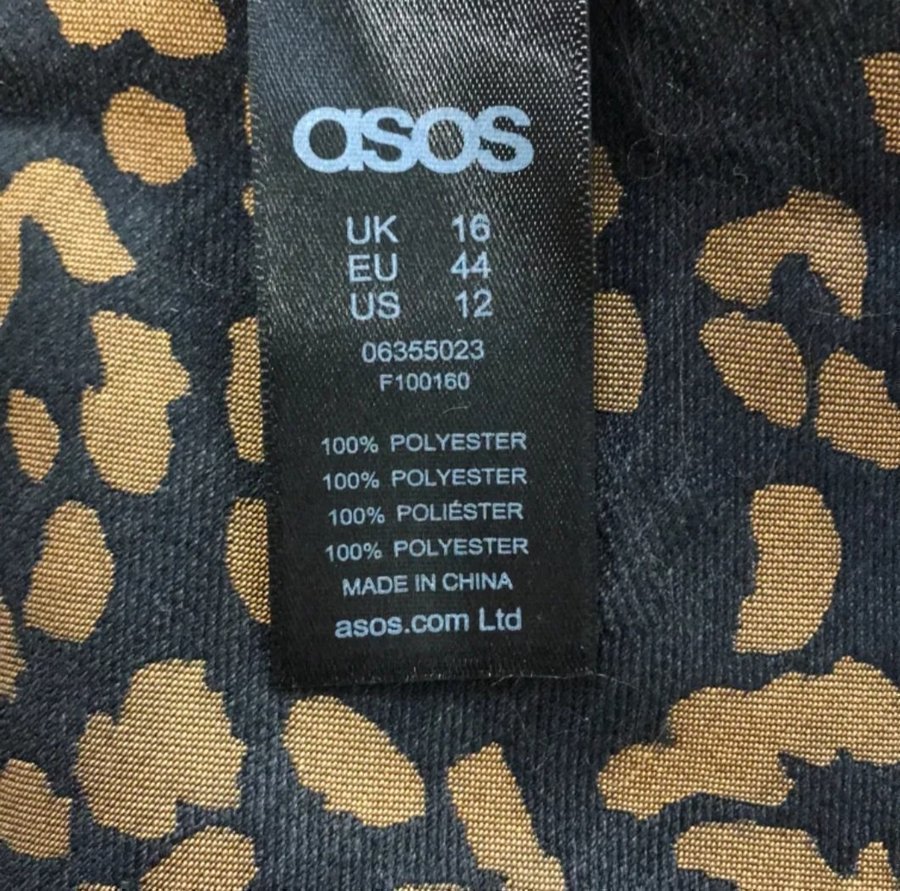 asos
UK 16
EU 44
US 12
06355023
F100160
100% POLYESTER
100% POLYESTER
100% POLIÉSTER
100% POLYESTER
MADE IN CHINA
asos.com Ltd